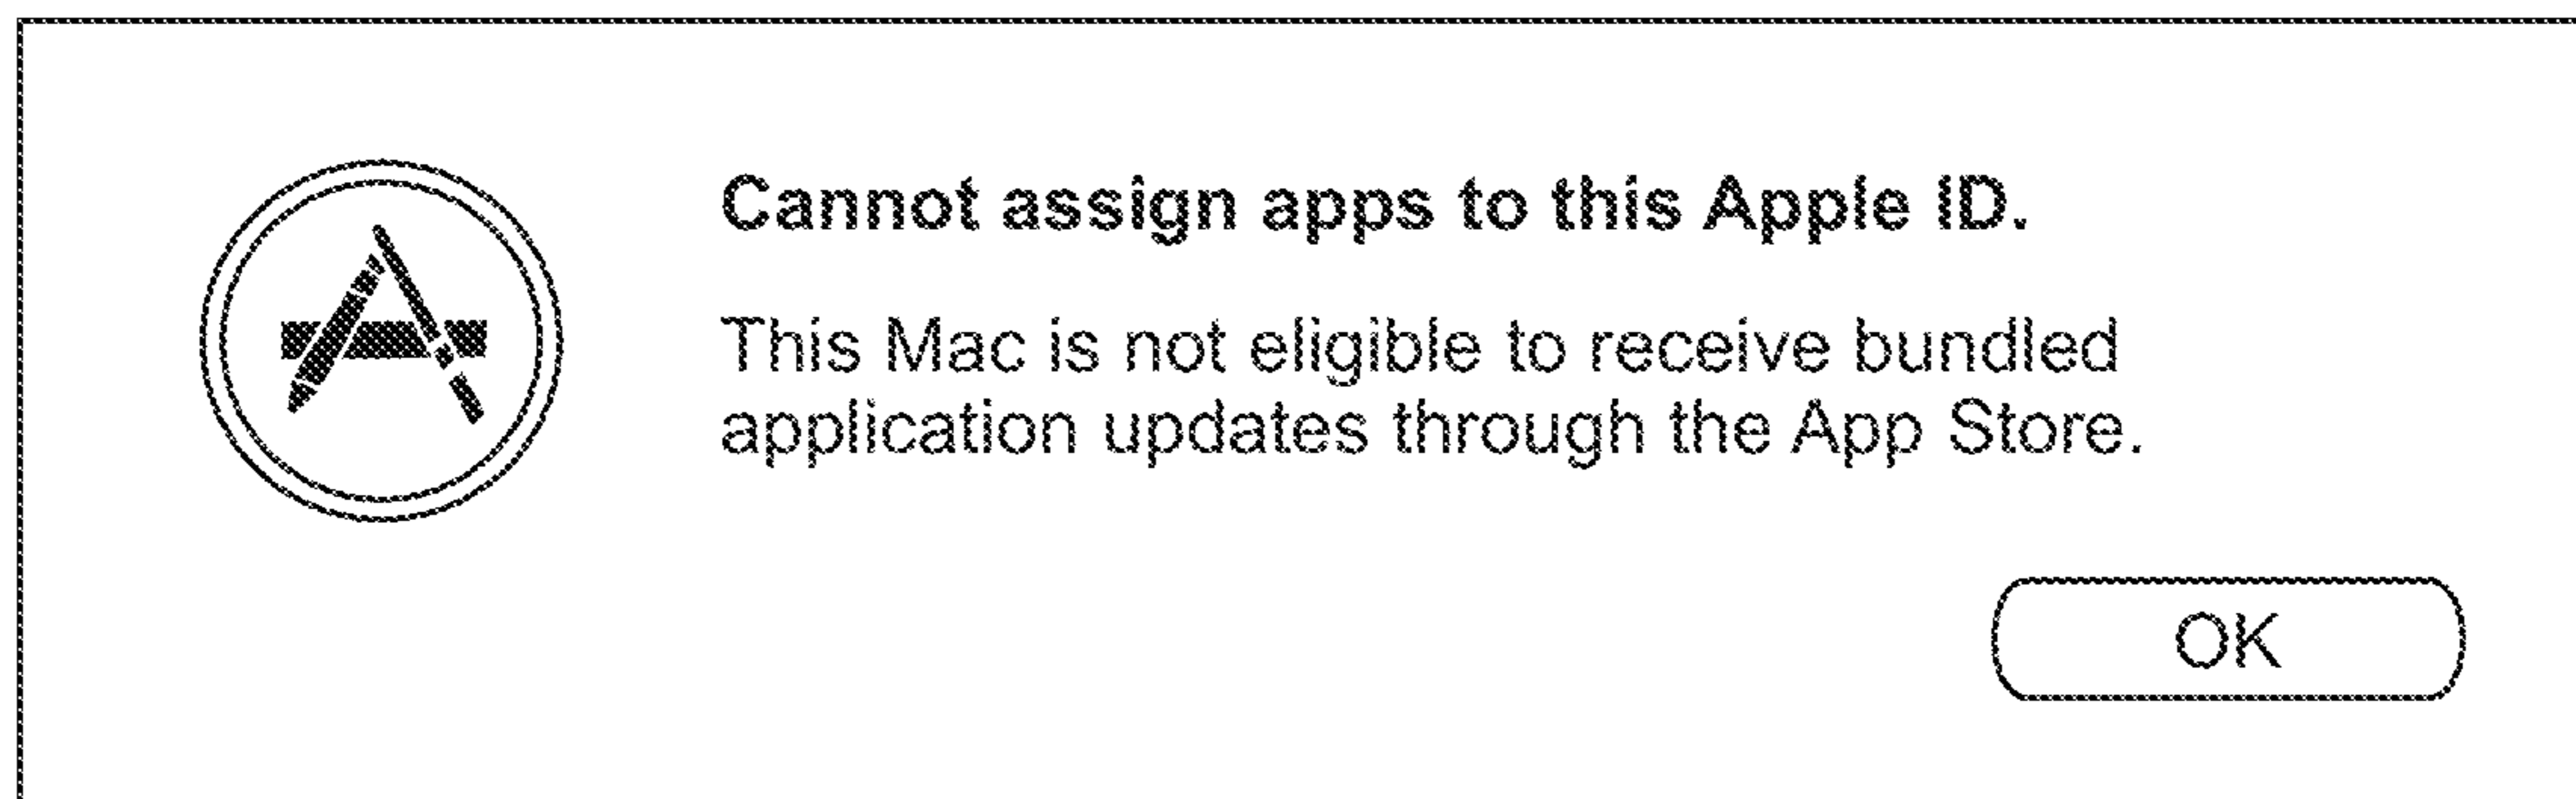 Cannot assign apps to this Apple ID.
This Mac is not eligible to receive bundled
application updates through the App Store.
OK